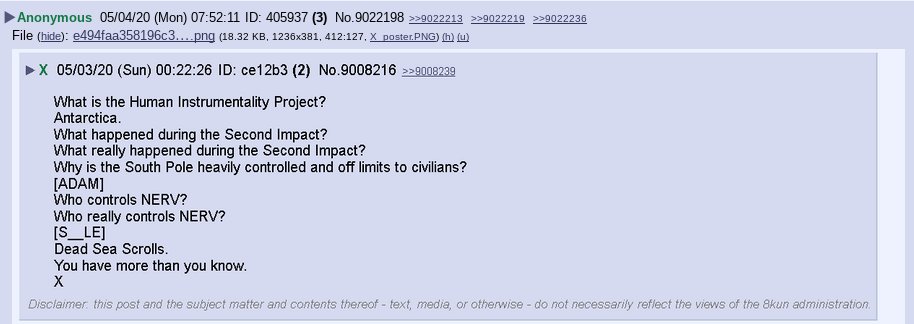 ▶Anonymous 05/04/20 (Mon) 07:52:11 ID: 405937 (3) No.9022198 >>9022213 >>9022219 >>9022236
File (hide): e494faa358196c3….png (18.32 KB, 1236x381, 412:127, X_poster.PNG) (h) (u)
▶X 05/03/20 (Sun) 00:22:26 ID: ce12b3 (2) No.9008216 >>9008239
What is the Human Instrumentality Project?
Antarctica.
What happened during the Second Impact?
What really happened during the Second Impact?
Why is the South Pole heavily controlled and off limits to civilians?
[ADAM]
Who controls NERV?
Who really controls NERV?
[S__LE]
Dead Sea Scrolls.
You have more than you know.
X
Disclaimer: this post and the subject matter and contents thereof - text, media, or otherwise - do not necessarily reflect the views of the 8kun administration.